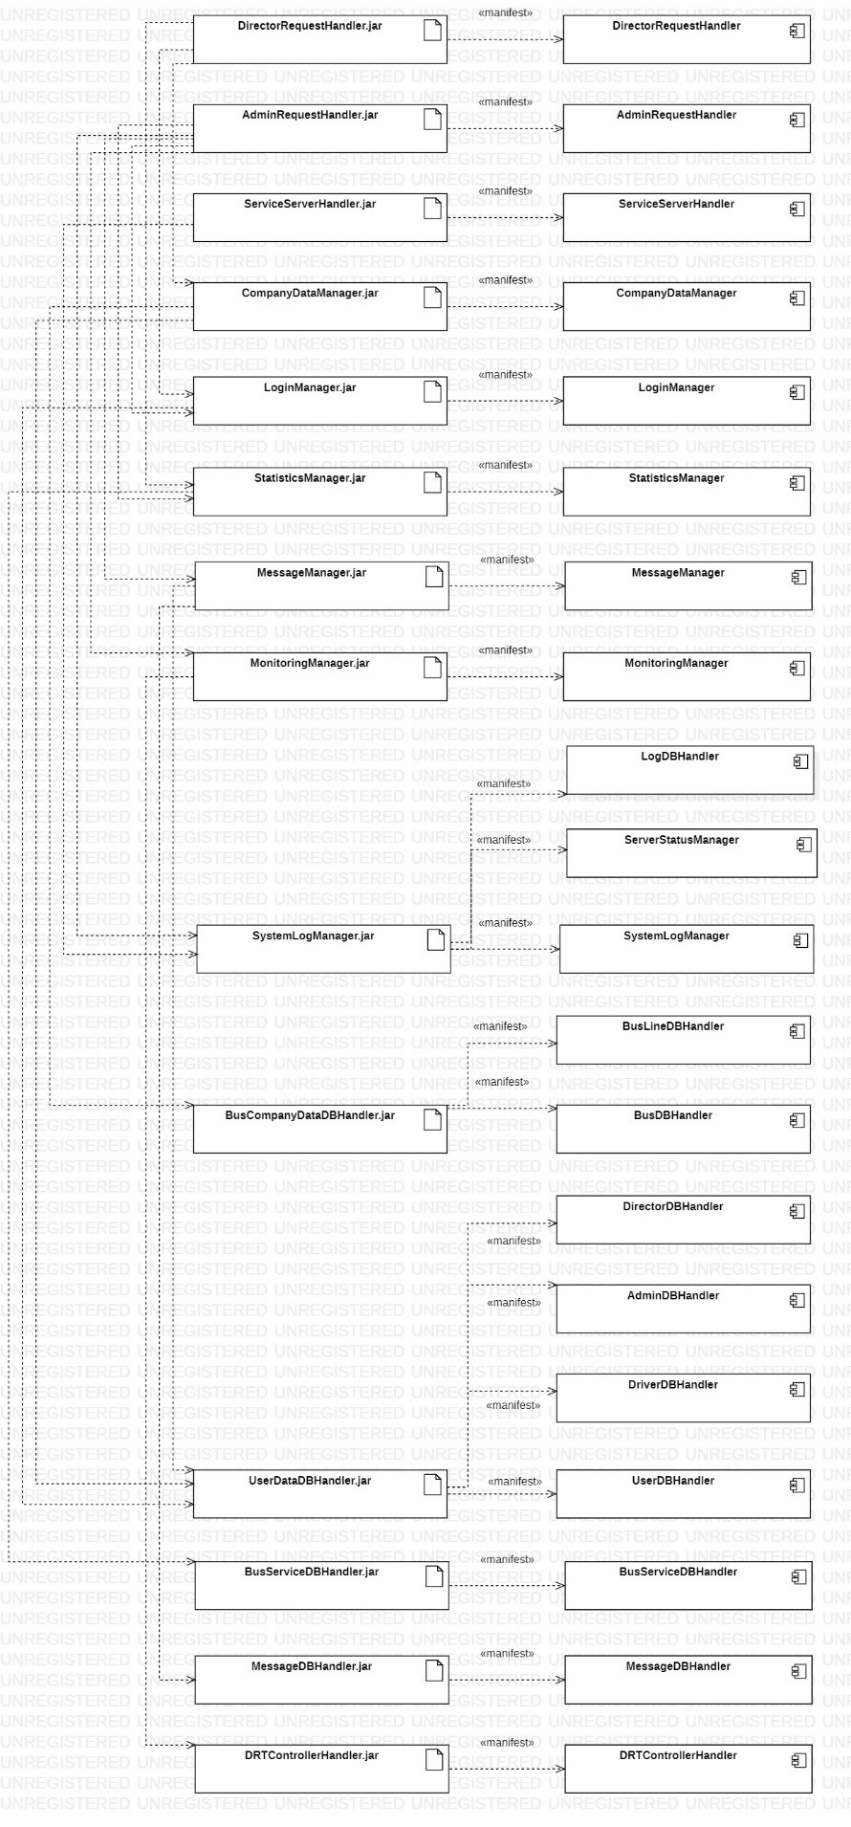 «manifest»
DirectorRequestHandler.jar
DirectorRequestHandler
«manifest»
AdminRequestHandler.jar
AdminRequestHandler
«manifest»
ServiceServerHandler.jar
ServiceServerHandler
«manifest»
CompanyDataManager.jar
CompanyDataManager
«manifest»
LoginManager.jar
LoginManager
«manifest»
StatisticsManager.jar
StatisticsManager
«manifest»
MessageManager.jar
MessageManager
«manifest»
MonitoringManager.jar
MonitoringManager
LogDBHandler
«manifest»
«manifest»
ServerStatusManager
«manifest»
SystemLogManager.jar
SystemLogManager
«manifest»
BusLineDBHandler
«manifest»
BusCompanyDataDBHandler.jar
BusDBHandler
DirectorDBHandler
«manifest»
AdminDBHandler
«manifest»
DriverDBHandler
«manifest»
UserDataDBHandler.jar
«manifest»
UserDBHandler
«manifest»
BusServiceDBHandler.jar
BusServiceDBHandler
«manifest»
MessageDBHandler.jar
MessageDBHandler
«manifest»
DRTControllerHandler.jar
DRTControllerHandler
UNREGISTERED